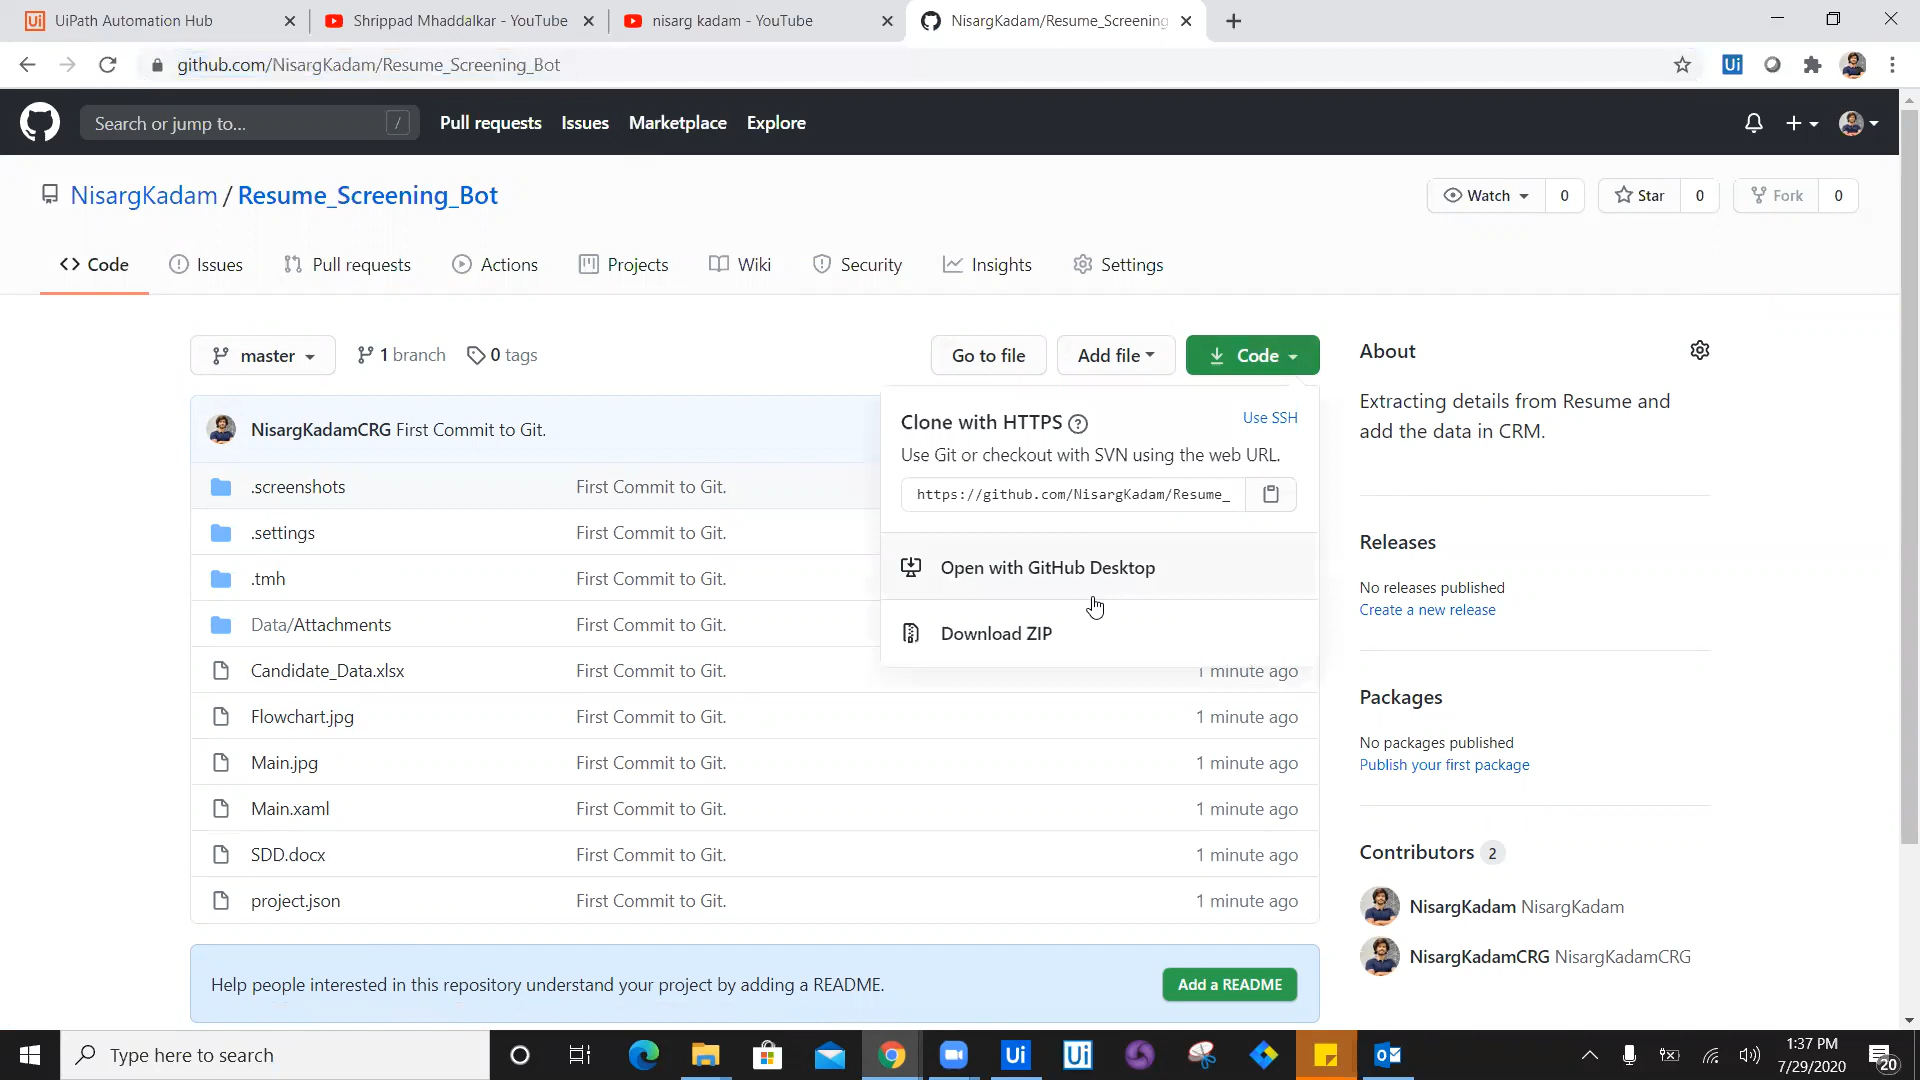 UiPath Automation Hub
Shrippad Mhaddalkar - YouTube
nisarg kadam - YouTube
NisargKadam/Resume_Screening
github.com/NisargKadam/Resume_Screening_Bot
Ui
Search or jump to... /
Pull requests Issues Marketplace Explore
NisargKadam / Resume_Screening_Bot
Watch 0 Star 0 Fork 0
Code Issues Pull requests Actions Projects Wiki Security Insights Settings
master 1 branch 0 tags
Go to file Add file Code
NisargKadamCRG First Commit to Git.
.screenshots First Commit to Git.
.settings First Commit to Git.
.tmh First Commit to Git.
Data/Attachments First Commit to Git.
Candidate_Data.xlsx First Commit to Git. 1 minute ago
Flowchart.jpg First Commit to Git. 1 minute ago
Main.jpg First Commit to Git. 1 minute ago
Main.xaml First Commit to Git. 1 minute ago
SDD.docx First Commit to Git. 1 minute ago
project.json First Commit to Git. 1 minute ago
Clone with HTTPS Use SSH
Use Git or checkout with SVN using the web URL.
https://github.com/NisargKadam/Resume_
Open with GitHub Desktop
Download ZIP
Help people interested in this repository understand your project by adding a README.
Add a README
About
Extracting details from Resume and
add the data in CRM.
Releases
No releases published
Create a new release
Packages
No packages published
Publish your first package
Contributors 2
NisargKadam NisargKadam
NisargKadamCRG NisargKadamCRG
Type here to search
Ui
Ui
1:37 PM
7/29/2020
20